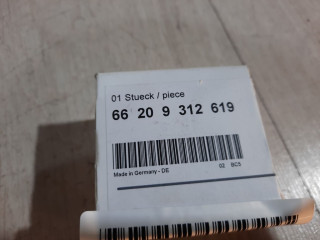 01 Stueck / piece
66 20 9 312 619
Made in Germany - DE 02 BC5